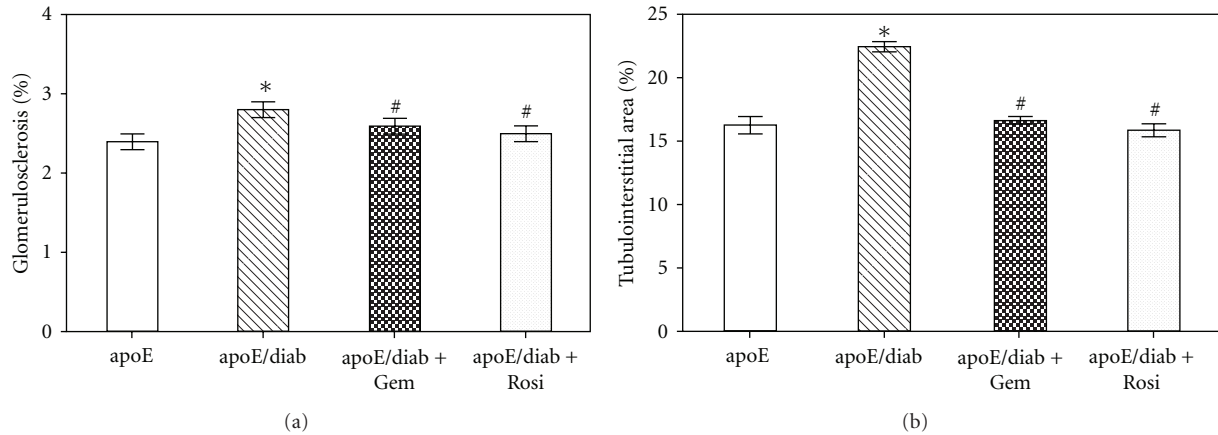 Glomerulosclerosis (%)
4
3
2
1
0
*
#
#
apoE
apoE/diab
apoE/diab +
Gem
apoE/diab +
Rosi
(a)
Tubulointerstitial area (%)
25
20
15
10
5
0
*
#
#
apoE
apoE/diab
apoE/diab +
Gem
apoE/diab +
Rosi
(b)